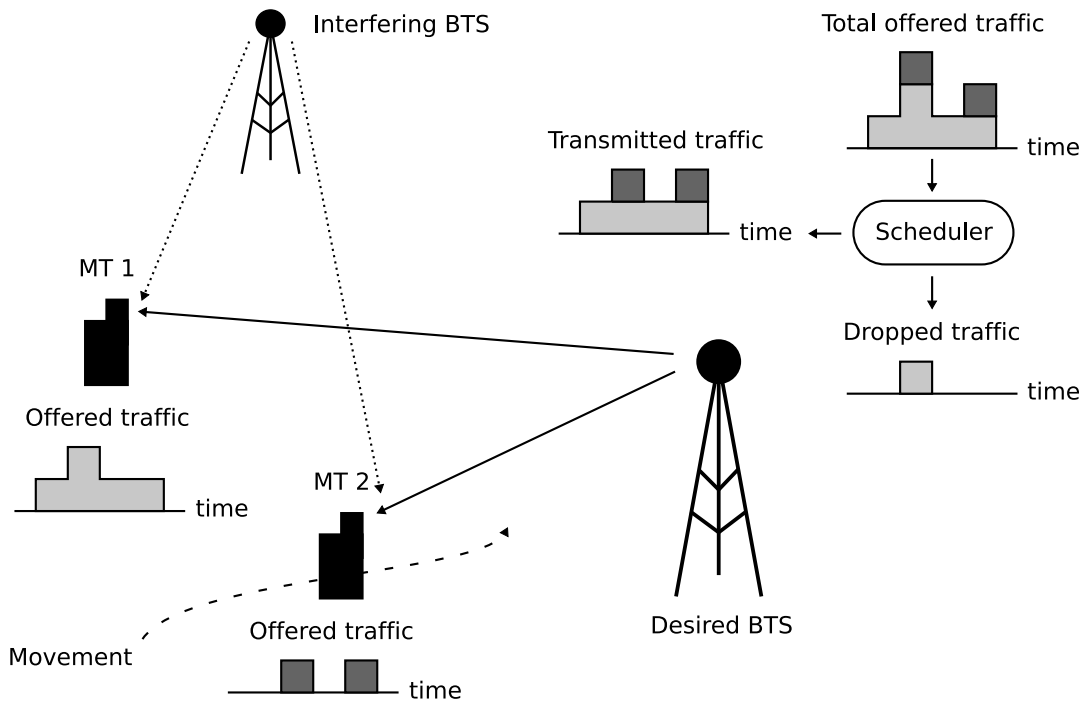 Interfering BTS
Total offered traffic
time
Transmitted traffic
time
Scheduler
MT 1
Dropped traffic
time
Offered traffic
time
MT 2
Desired BTS
Offered traffic
Movement
time